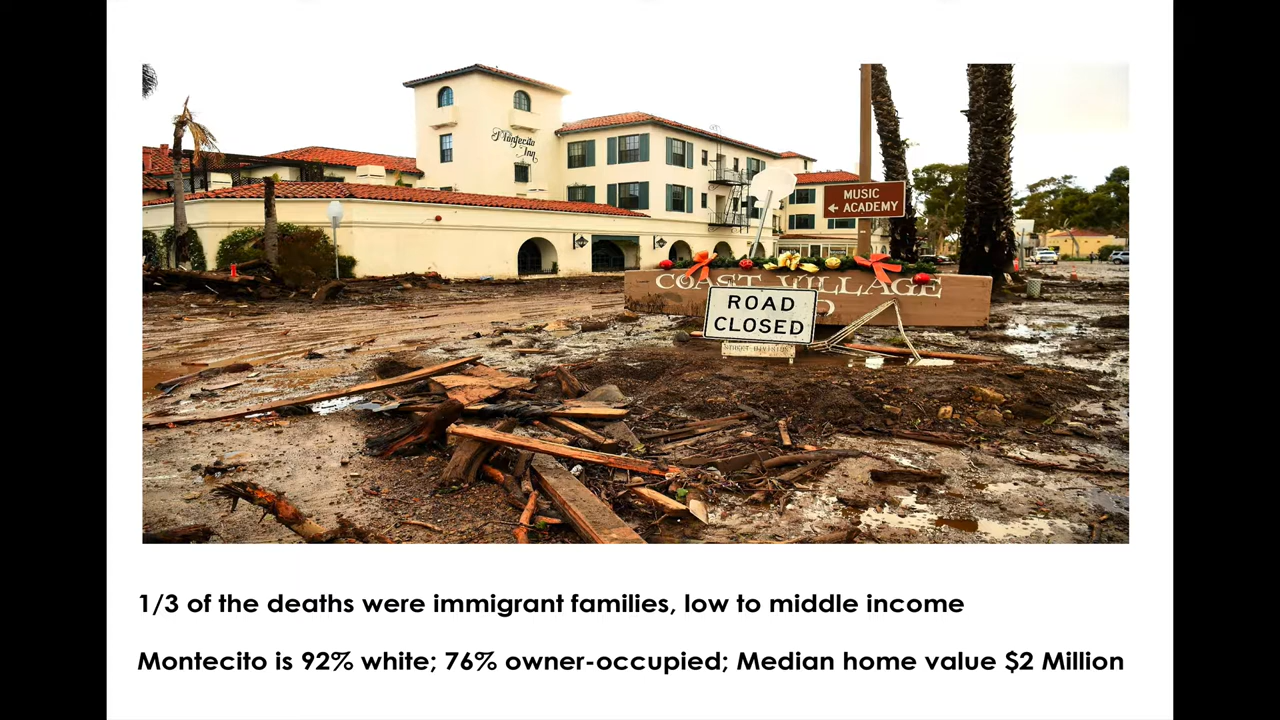 Montecito
Inn
MUSIC
ACADEMY
COAST VILLAGE
ROAD
CLOSED
1/3 of the deaths were immigrant families, low to middle income
Montecito is 92% white; 76% owner-occupied; Median home value $2 Million